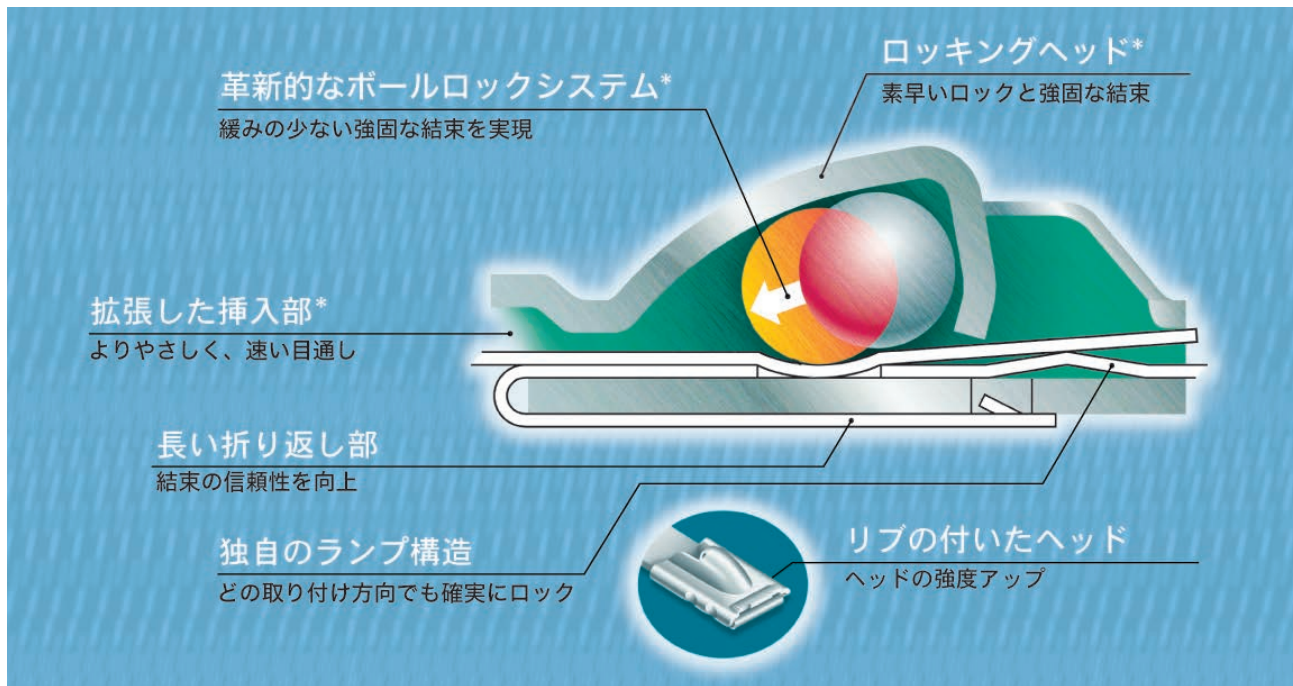 革新的なボールロックシステム*
緩みの少ない強固な結束を実現
ロッキングヘッド*
素早いロックと強固な結束
拡張した挿入部*
よりやさしく、速い目通し
長い折り返し部
結束の信頼性を向上
独自のランプ構造
どの取り付け方向でも確実にロック
リブの付いたヘッド
ヘッドの強度アップ